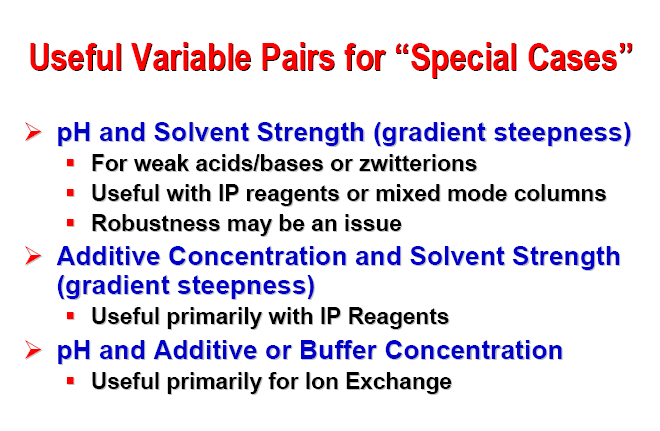 Useful Variable Pairs for “Special Cases”
pH and Solvent Strength (gradient steepness)
For weak acids/bases or zwitterions
Useful with IP reagents or mixed mode columns
Robustness may be an issue
Additive Concentration and Solvent Strength
(gradient steepness)
Useful primarily with IP Reagents
pH and Additive or Buffer Concentration
Useful primarily for Ion Exchange